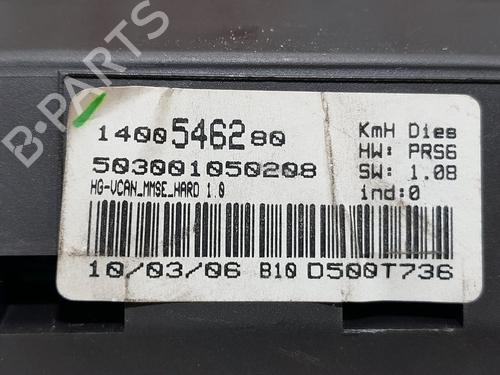 B-PARTS
1400546280
503001050208
HG-VCAN_MMSE_HARD 1.0
KmH Dies
HW: PRS6
SW: 1.08
ind:0
10/03/06 B10 D500T736